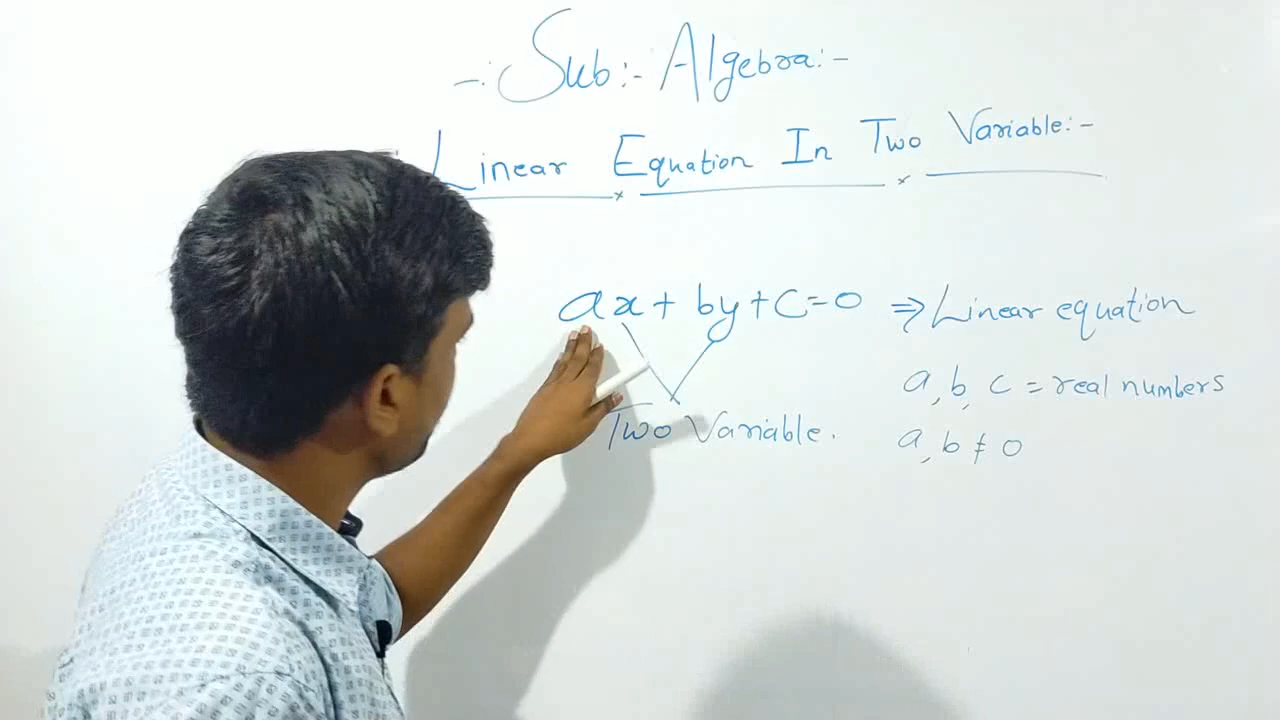 -: Sub:- Algebra:-
Linear Equation In Two Variable:-
ax + by + C = 0 ⇒ Linear equation
Two Variable.
a, b, c = real numbers
a, b ≠ 0